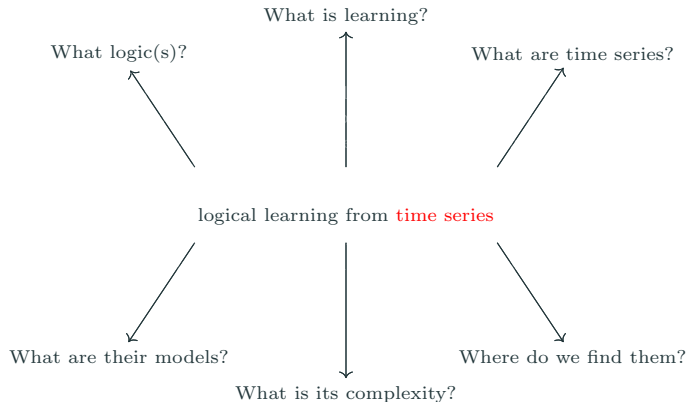 What is learning?
What logic(s)?
What are time series?
logical learning from time series
What are their models?
Where do we find them?
What is its complexity?